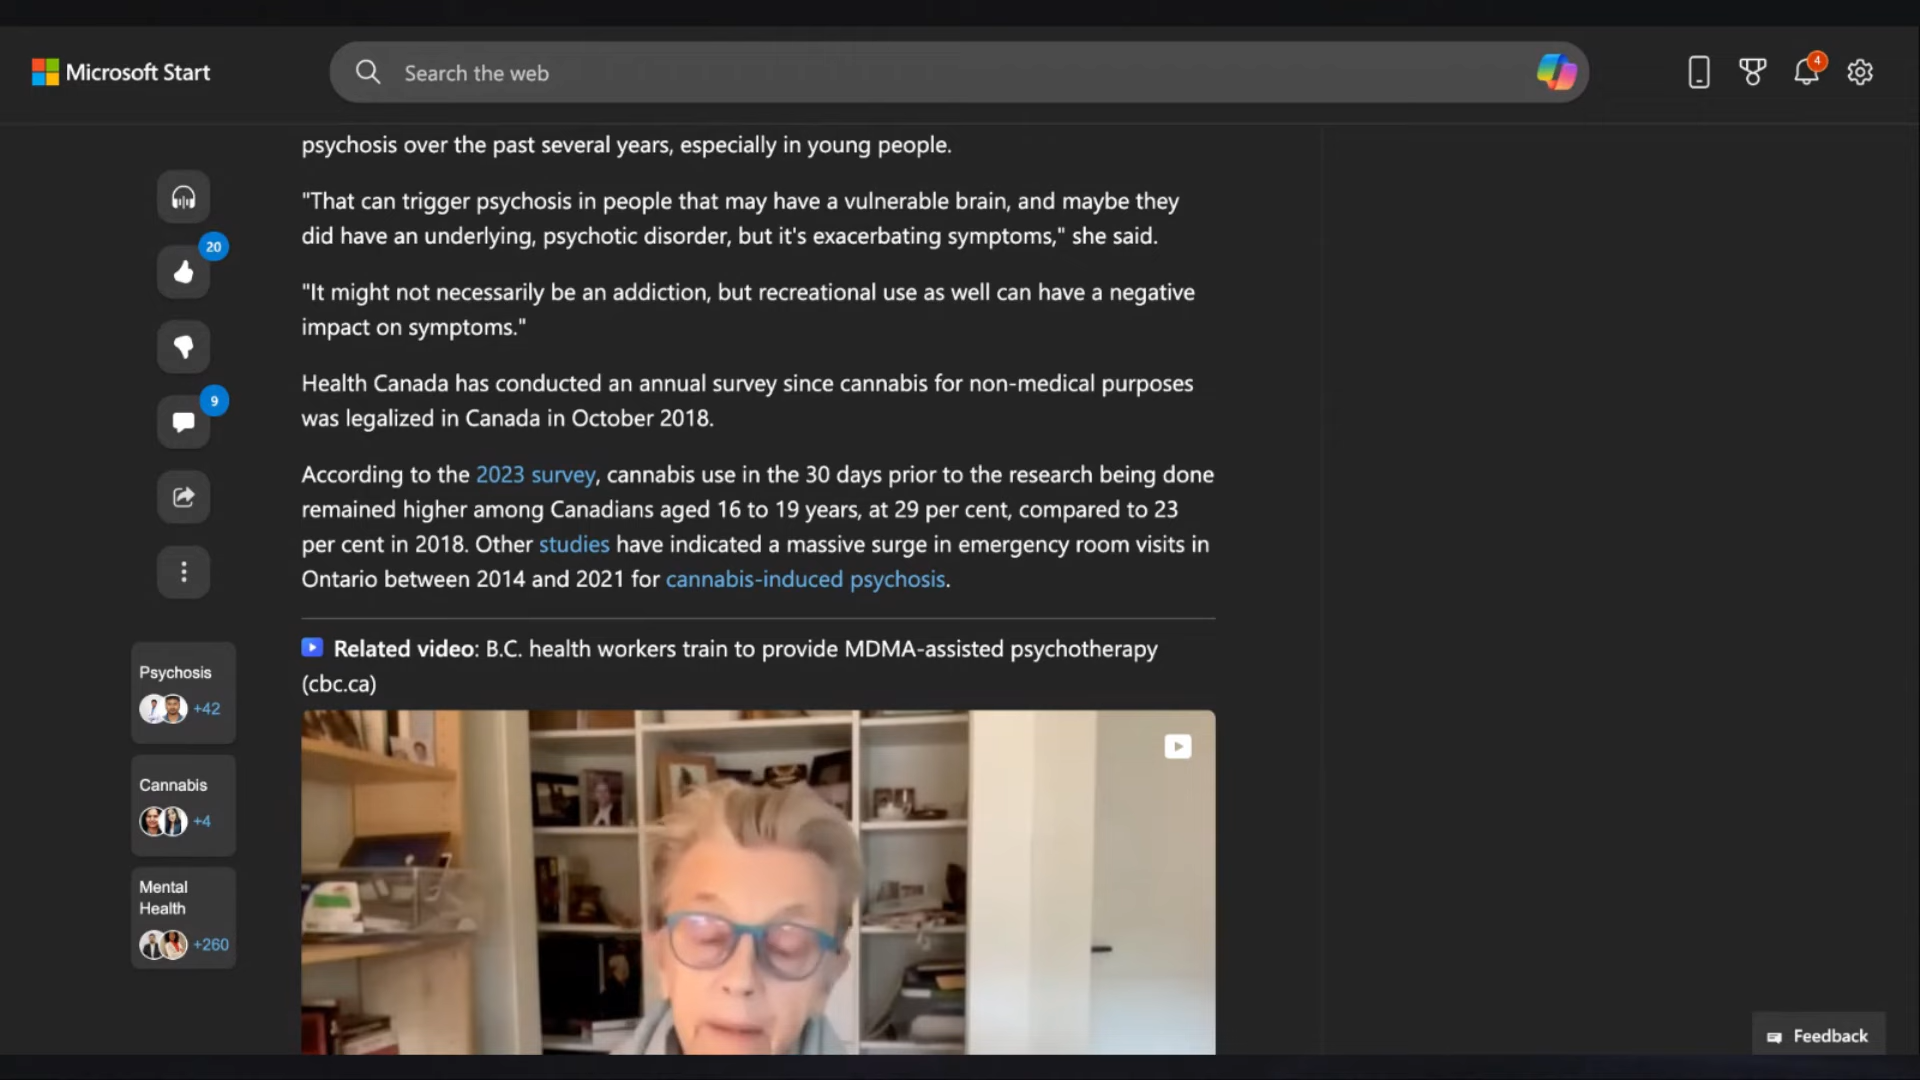 Microsoft Start
Search the web
4
psychosis over the past several years, especially in young people.
"That can trigger psychosis in people that may have a vulnerable brain, and maybe they
did have an underlying, psychotic disorder, but it's exacerbating symptoms," she said.
20
"It might not necessarily be an addiction, but recreational use as well can have a negative
impact on symptoms."
Health Canada has conducted an annual survey since cannabis for non-medical purposes
was legalized in Canada in October 2018.
9
According to the 2023 survey, cannabis use in the 30 days prior to the research being done
remained higher among Canadians aged 16 to 19 years, at 29 per cent, compared to 23
per cent in 2018. Other studies have indicated a massive surge in emergency room visits in
Ontario between 2014 and 2021 for cannabis-induced psychosis.
Related video: B.C. health workers train to provide MDMA-assisted psychotherapy
(cbc.ca)
Psychosis
+42
Cannabis
+4
Mental
Health
+260
Feedback